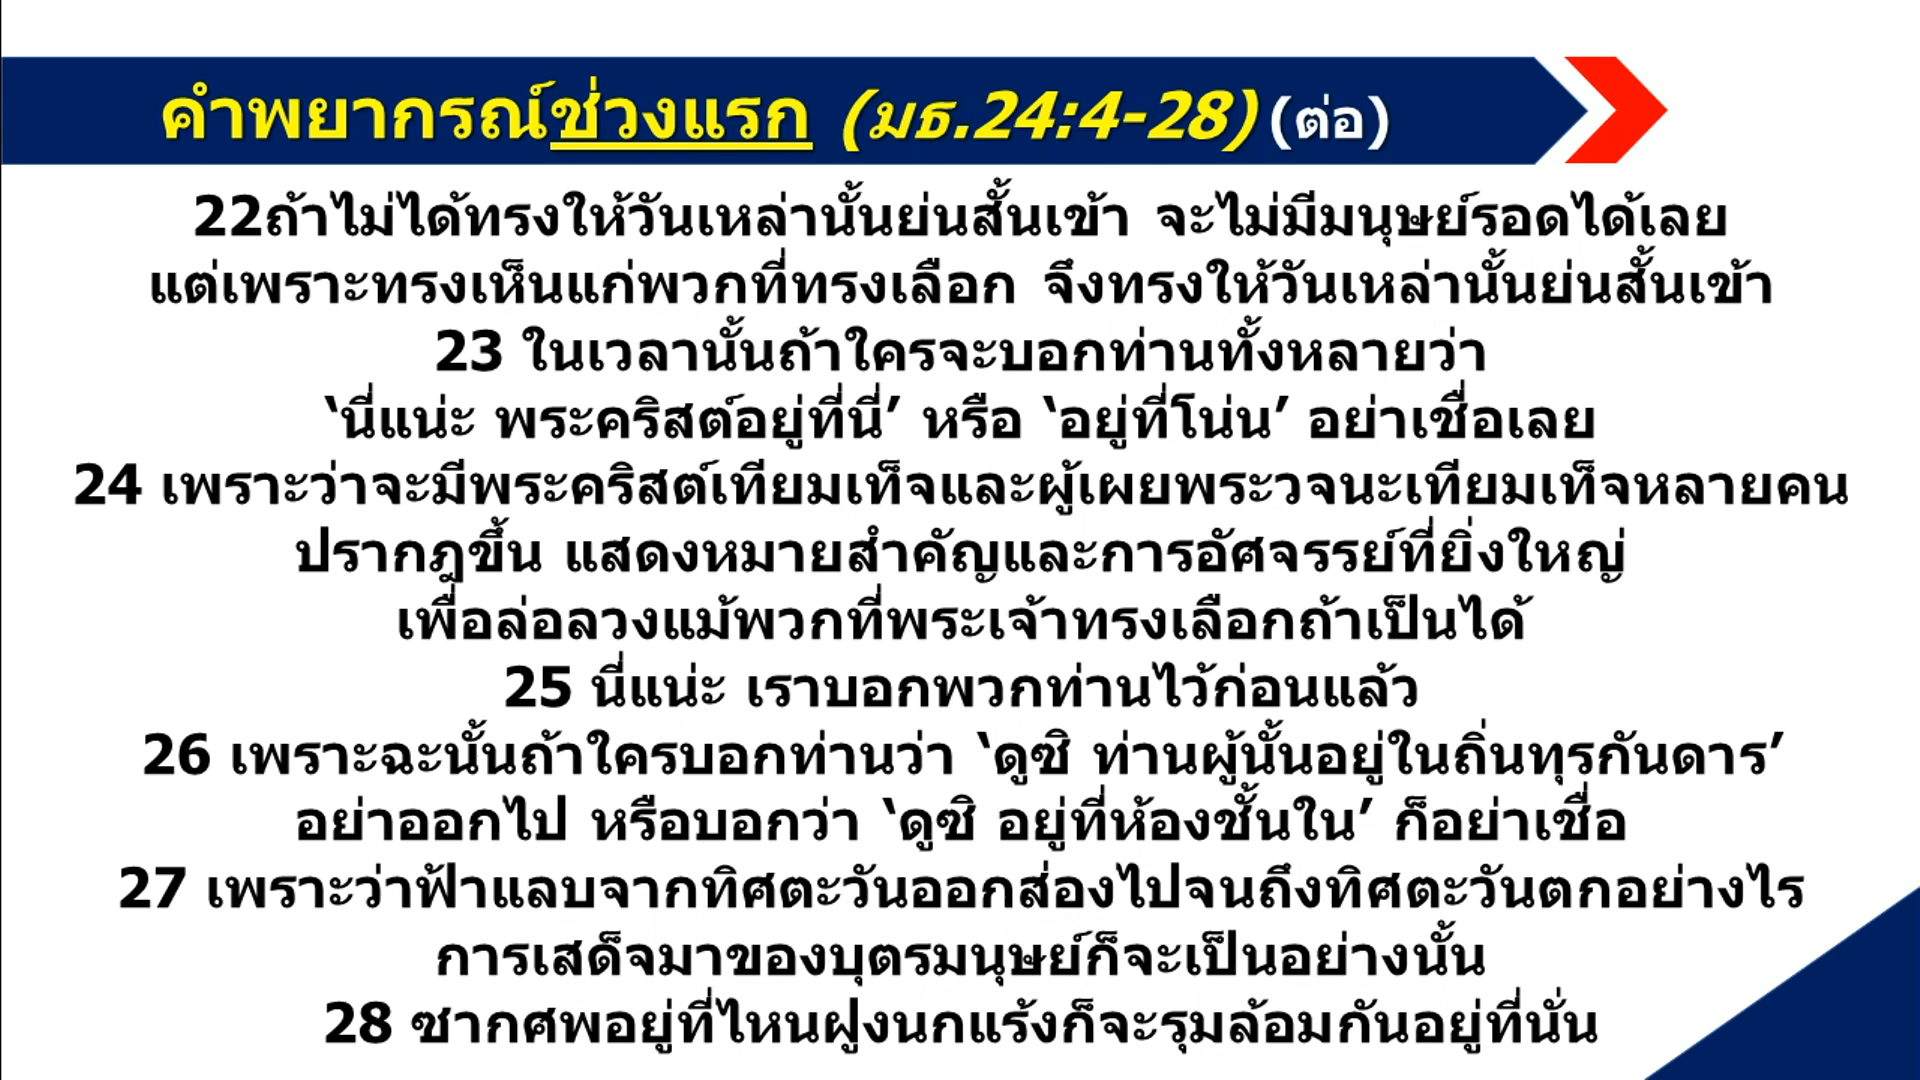 คำพยากรณ์ช่วงแรก (มธ.24:4-28) (ต่อ)
22ถ้าไม่ได้ทรงให้วันเหล่านั้นย่นสั้นเข้า จะไม่มีมนุษย์รอดได้เลย
แต่เพราะทรงเห็นแก่พวกที่ทรงเลือก จึงทรงให้วันเหล่านั้นย่นสั้นเข้า
23 ในเวลานั้นถ้าใครจะบอกท่านทั้งหลายว่า
‘นี่แน่ะ พระคริสต์อยู่ที่นี่’ หรือ ‘อยู่ที่โน่น’ อย่าเชื่อเลย
24 เพราะว่าจะมีพระคริสต์เทียมเท็จและผู้เผยพระวจนะเทียมเท็จหลายคน
ปรากฎขึ้น แสดงหมายสำคัญและการอัศจรรย์ที่ยิ่งใหญ่
เพื่อล่อลวงแม้พวกที่พระเจ้าทรงเลือกถ้าเป็นได้
25 นี่แน่ะ เราบอกพวกท่านไว้ก่อนแล้ว
26 เพราะฉะนั้นถ้าใครบอกท่านว่า ‘ดูซิ ท่านผู้นั้นอยู่ในถิ่นทุรกันดาร’
อย่าออกไป หรือบอกว่า ‘ดูซิ อยู่ที่ห้องชั้นใน’ ก็อย่าเชื่อ
27 เพราะว่าฟ้าแลบจากทิศตะวันออกส่องไปจนถึงทิศตะวันตกอย่างไร
การเสด็จมาของบุตรมนุษย์ก็จะเป็นอย่างนั้น
28 ซากศพอยู่ที่ไหนฝูงนกแร้งก็จะรุมล้อมกันอยู่ที่นั่น